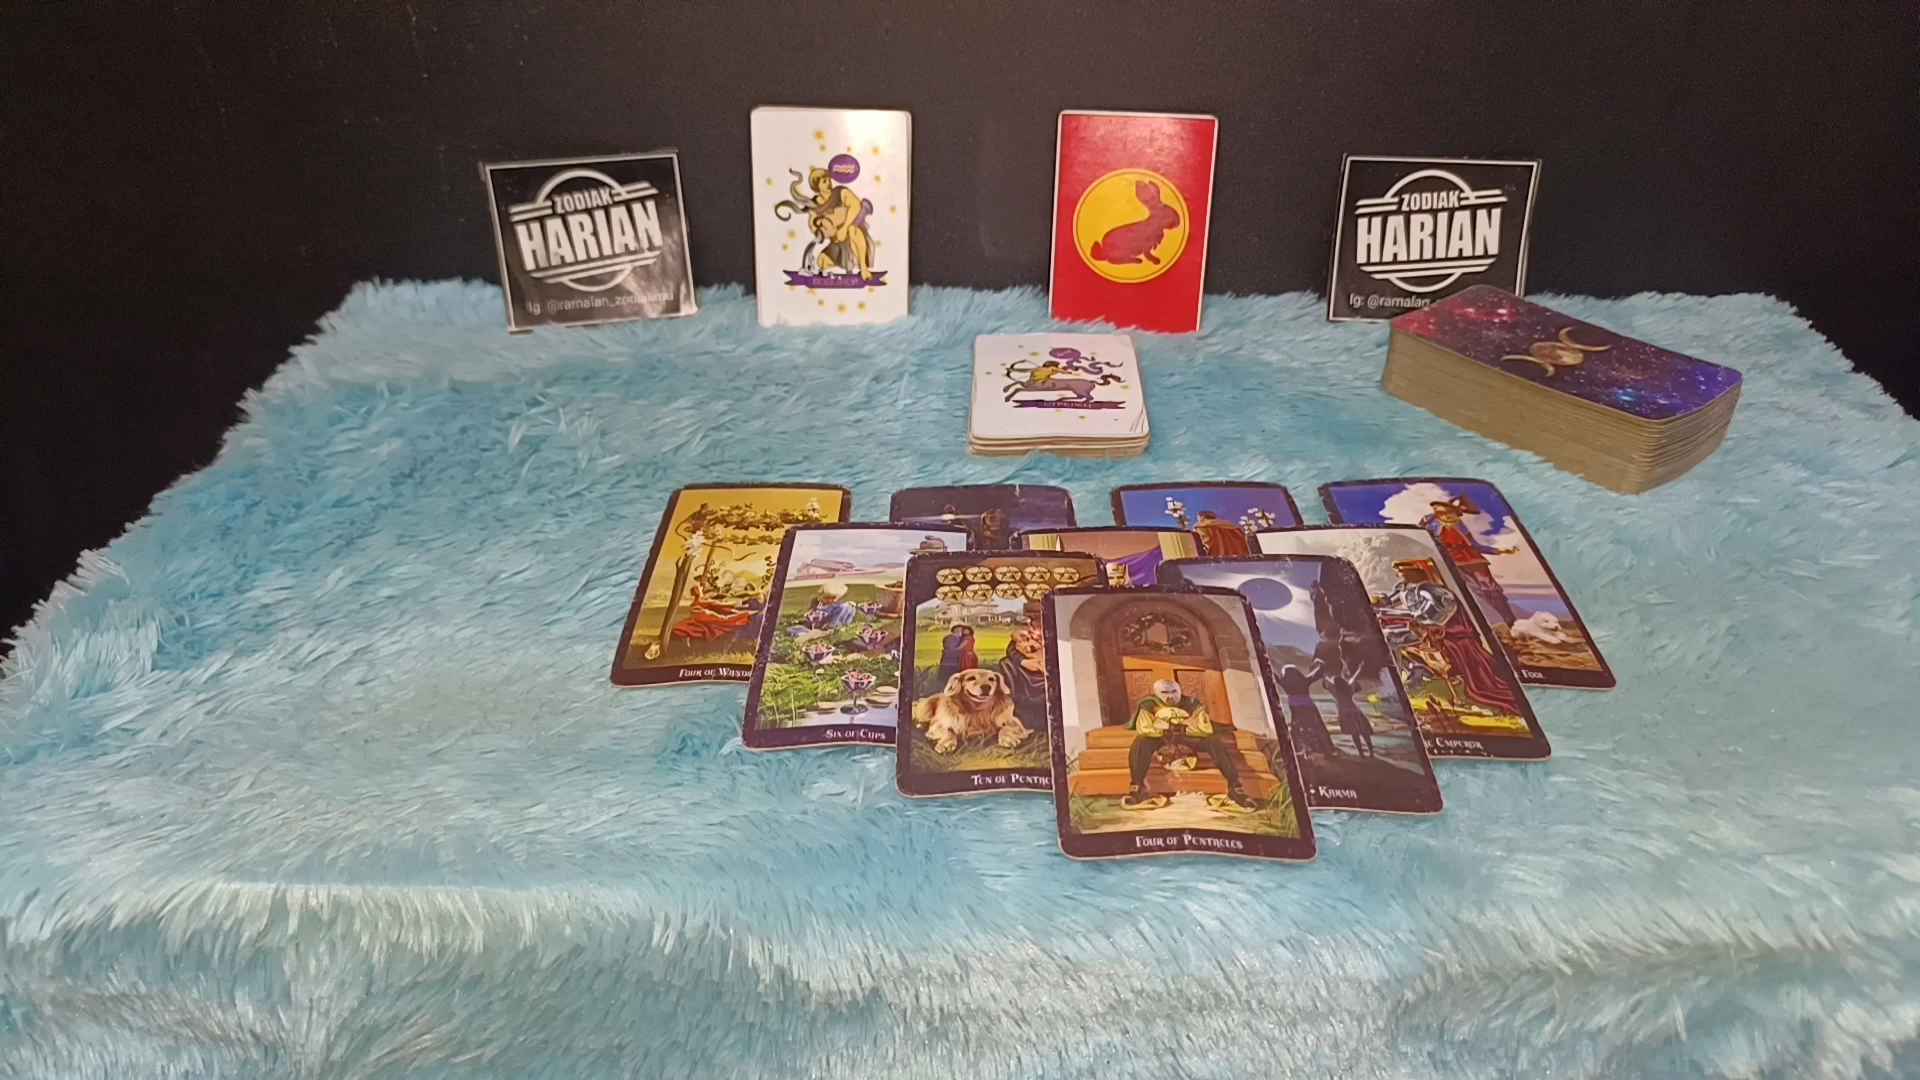 ZODIAK
HARIAN
Ig: @ramalan_zodiakmu
ZODIAK
HARIAN
Ig: @ramalan
FOUR OF WANDS
SIX OF CUPS
TEN OF PENTAC
FOUR OF PENTACLES
KARMA
EMPEROR
FOOL